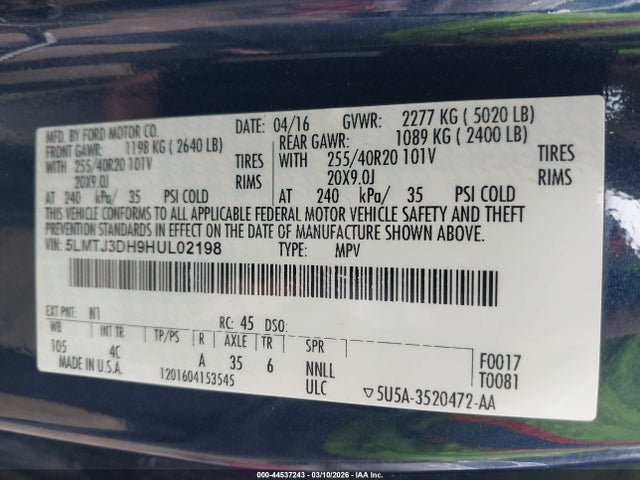 MFD. BY FORD MOTOR CO. DATE: 04/16 GVWR: 2277 KG ( 5020 LB)
FRONT GAWR: 1198 KG ( 2640 LB) REAR GAWR: 1089 KG ( 2400 LB)
WITH 255/40R20 101V TIRES WITH 255/40R20 101V TIRES
20X9.0J RIMS 20X9.0J RIMS
AT 240 kPa/ 35 PSI COLD AT 240 kPa/ 35 PSI COLD
THIS VEHICLE CONFORMS TO ALL APPLICABLE FEDERAL MOTOR VEHICLE SAFETY AND THEFT
PREVENTION STANDARDS IN EFFECT ON THE DATE OF MANUFACTURE SHOWN ABOVE.
VIN: 5LMTJ3DH9HUL02198 TYPE: MPV
EXT PNT: N1 RC: 45 DSO:
WB INT TR TP/PS R AXLE TR SPR
105 4C A 35 6 NNLL F0017
MADE IN U.S.A. 1201604153545 ULC 5U5A-3520472-AA T0081
000-44537243 — 03/10/2026 — IAA Inc.